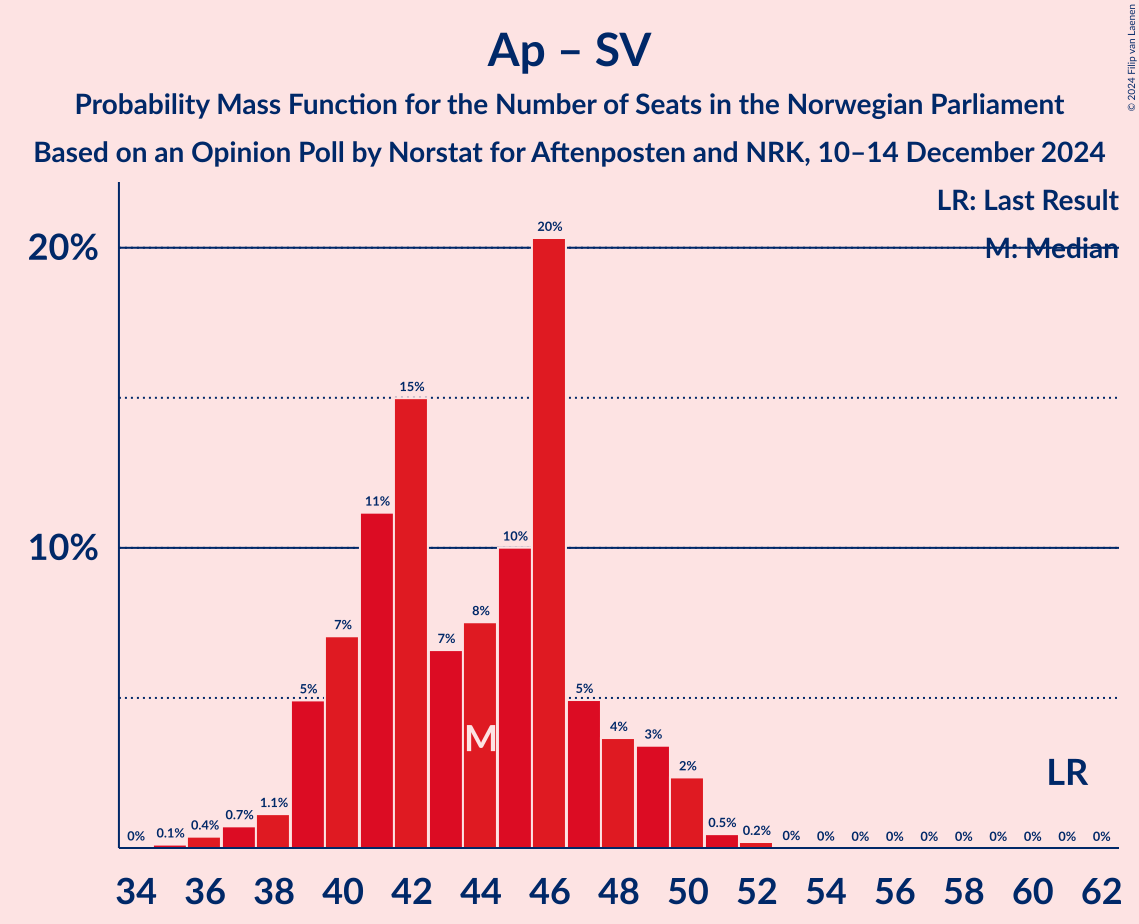 Ap – SV
Probability Mass Function for the Number of Seats in the Norwegian Parliament
Based on an Opinion Poll by Norstat for Aftenposten and NRK, 10–14 December 2024
© 2024 Filip van Laenen
LR: Last Result
M: Median
20%
10%
0% 0.1% 0.4% 0.7% 1.1% 5% 7% 11% 15% 7% 8% 10% 20% 5% 4% 3% 2% 0.5% 0.2% 0% 0% 0% 0% 0% 0% 0% 0% 0% 0%
M
LR
34 36 38 40 42 44 46 48 50 52 54 56 58 60 62